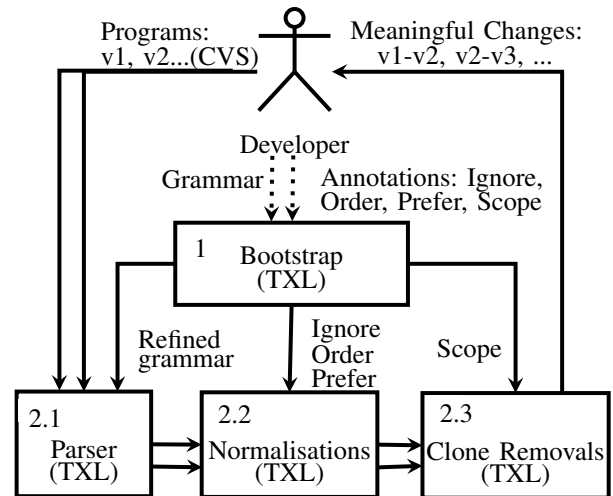 Programs:
v1, v2...(CVS)
Meaningful Changes:
v1-v2, v2-v3, ...
Developer
Grammar
Annotations: Ignore,
Order, Prefer, Scope
1
Bootstrap
(TXL)
Refined
grammar
Ignore
Order
Prefer
Scope
2.1
Parser
(TXL)
2.2
Normalisations
(TXL)
2.3
Clone Removals
(TXL)